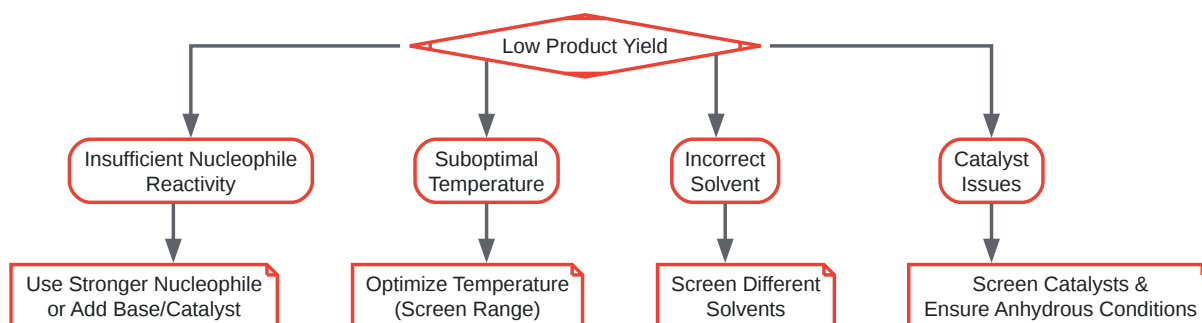 Low Product Yield
Insufficient Nucleophile
Reactivity
Suboptimal
Temperature
Incorrect
Solvent
Catalyst
Issues
Use Stronger Nucleophile
or Add Base/Catalyst
Optimize Temperature
(Screen Range)
Screen Different
Solvents
Screen Catalysts &
Ensure Anhydrous Conditions